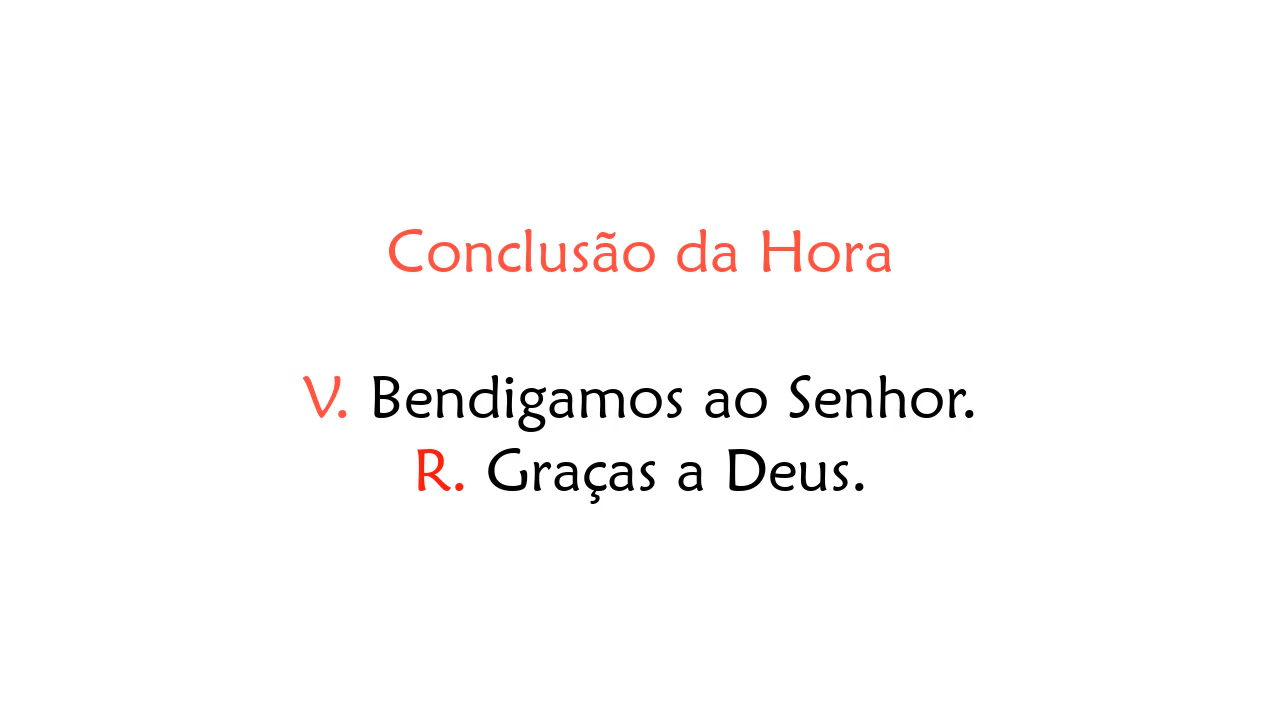 Conclusão da Hora
V. Bendigamos ao Senhor.
R. Graças a Deus.